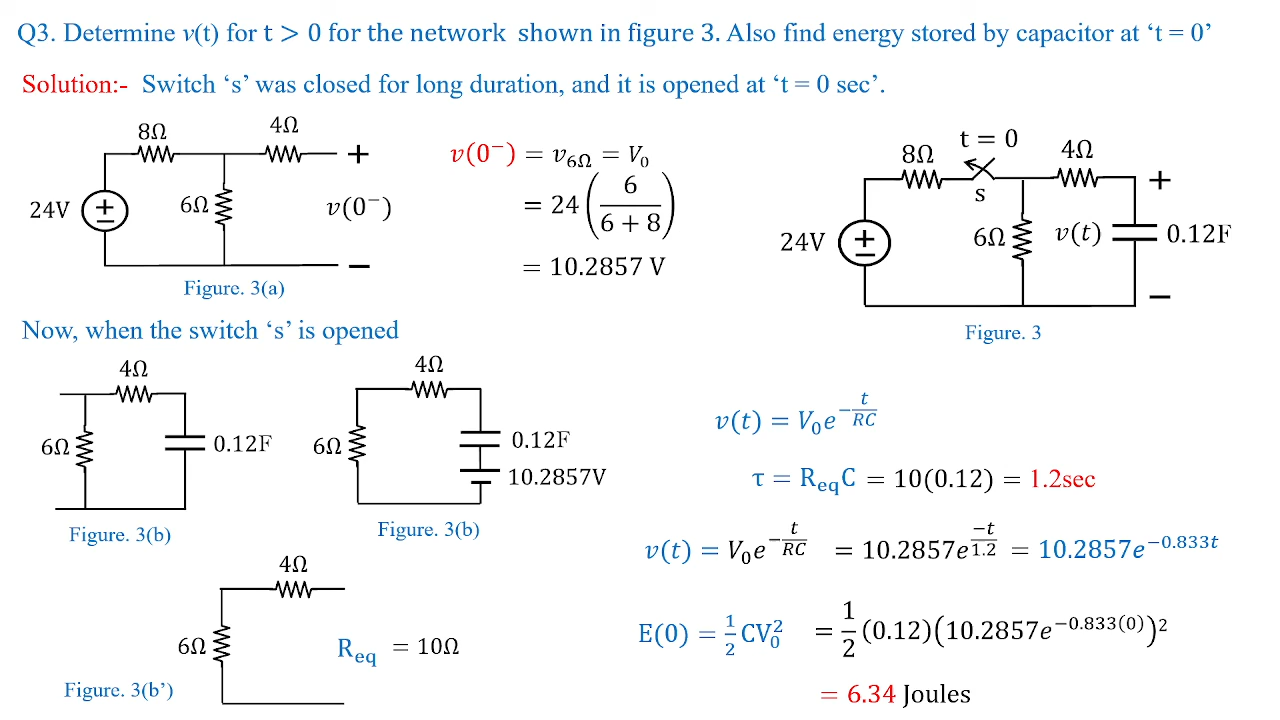 Q3. Determine v(t) for t > 0 for the network shown in figure 3. Also find energy stored by capacitor at ‘t = 0’
Solution:- Switch ‘s’ was closed for long duration, and it is opened at ‘t = 0 sec’.
8Ω
4Ω
24V
6Ω
+
v(0⁻)
−
Figure. 3(a)
v(0⁻) = v₆Ω = V₀
= 24(6/(6 + 8))
= 10.2857 V
t = 0
8Ω
s
4Ω
24V
6Ω
v(t)
+
0.12F
−
Figure. 3
Now, when the switch ‘s’ is opened
4Ω
6Ω
0.12F
Figure. 3(b)
4Ω
6Ω
0.12F
10.2857V
Figure. 3(b)
4Ω
6Ω
Figure. 3(b’)
R_eq = 10Ω
v(t) = V₀e^(−t/RC)
τ = R_eqC = 10(0.12) = 1.2sec
v(t) = V₀e^(−t/RC) = 10.2857e^(−t/1.2) = 10.2857e^(−0.833t)
E(0) = ½CV₀² = 1/2(0.12)(10.2857e^(−0.833(0)))²
= 6.34 Joules